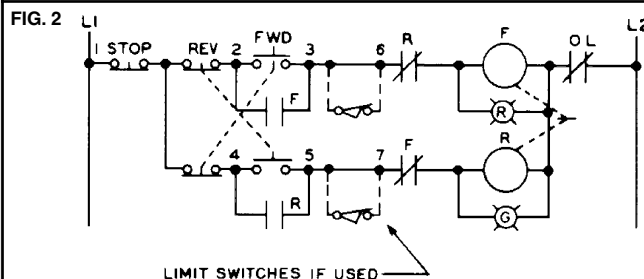 FIG. 2
L1
L2
1 STOP
REV
2
FWD
3
6
R
F
OL
F
R
R
4
5
7
F
R
G
LIMIT SWITCHES IF USED